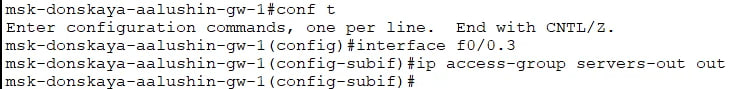 msk-donskaya-aalushin-gw-1#conf t
Enter configuration commands, one per line.  End with CNTL/Z.
msk-donskaya-aalushin-gw-1(config)#interface f0/0.3
msk-donskaya-aalushin-gw-1(config-subif)#ip access-group servers-out out
msk-donskaya-aalushin-gw-1(config-subif)#